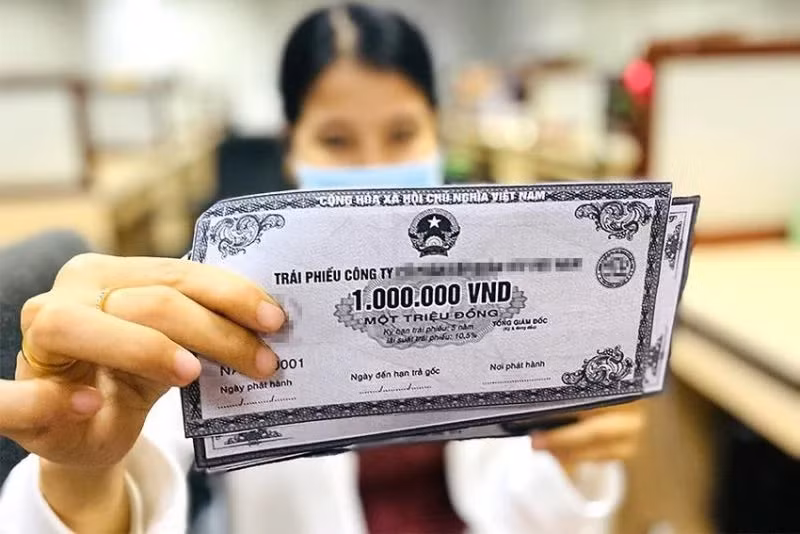 CỘNG HÒA XÃ HỘI CHỦ NGHĨA VIỆT NAM
TRÁI PHIẾU CÔNG TY
1.000.000 VND
MỘT TRIỆU ĐỒNG
Kỳ hạn trái phiếu: 5 năm
lãi suất trái phiếu: 10,5%
TỔNG GIÁM ĐỐC
0001
Ngày phát hành
Ngày đến hạn trả gốc
Nơi phát hành